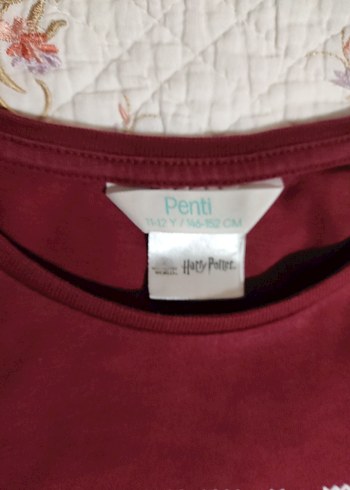 Penti
11-12 Y / 146-152 CM
Harry Potter